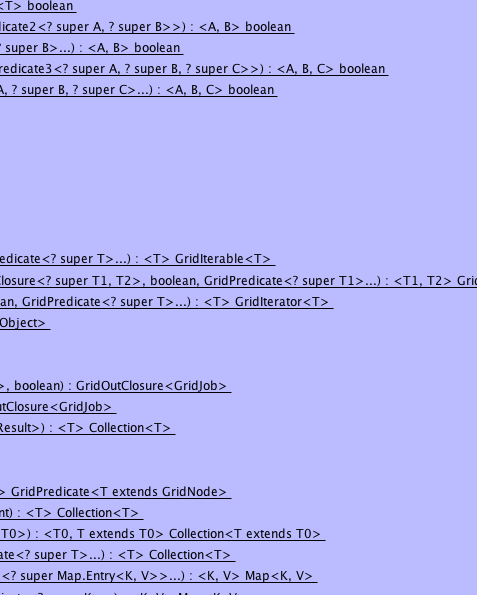 <T> boolean
dicate2<? super A, ? super B>>) : <A, B> boolean
? super B>...) : <A, B> boolean
redicate3<? super A, ? super B, ? super C>>) : <A, B, C> boolean
A, ? super B, ? super C>...) : <A, B, C> boolean
edicate<? super T>...) : <T> GridIterable<T>
Closure<? super T1, T2>, boolean, GridPredicate<? super T1>...) : <T1, T2> Grid
an, GridPredicate<? super T>...) : <T> GridIterator<T>
Object>
>, boolean) : GridOutClosure<GridJob>
utClosure<GridJob>
Result>) : <T> Collection<T>
> GridPredicate<T extends GridNode>
nt) : <T> Collection<T>
T0>) : <T0, T extends T0> Collection<T extends T0>
ate<? super T>...) : <T> Collection<T>
<? super Map.Entry<K, V>>...) : <K, V> Map<K, V>